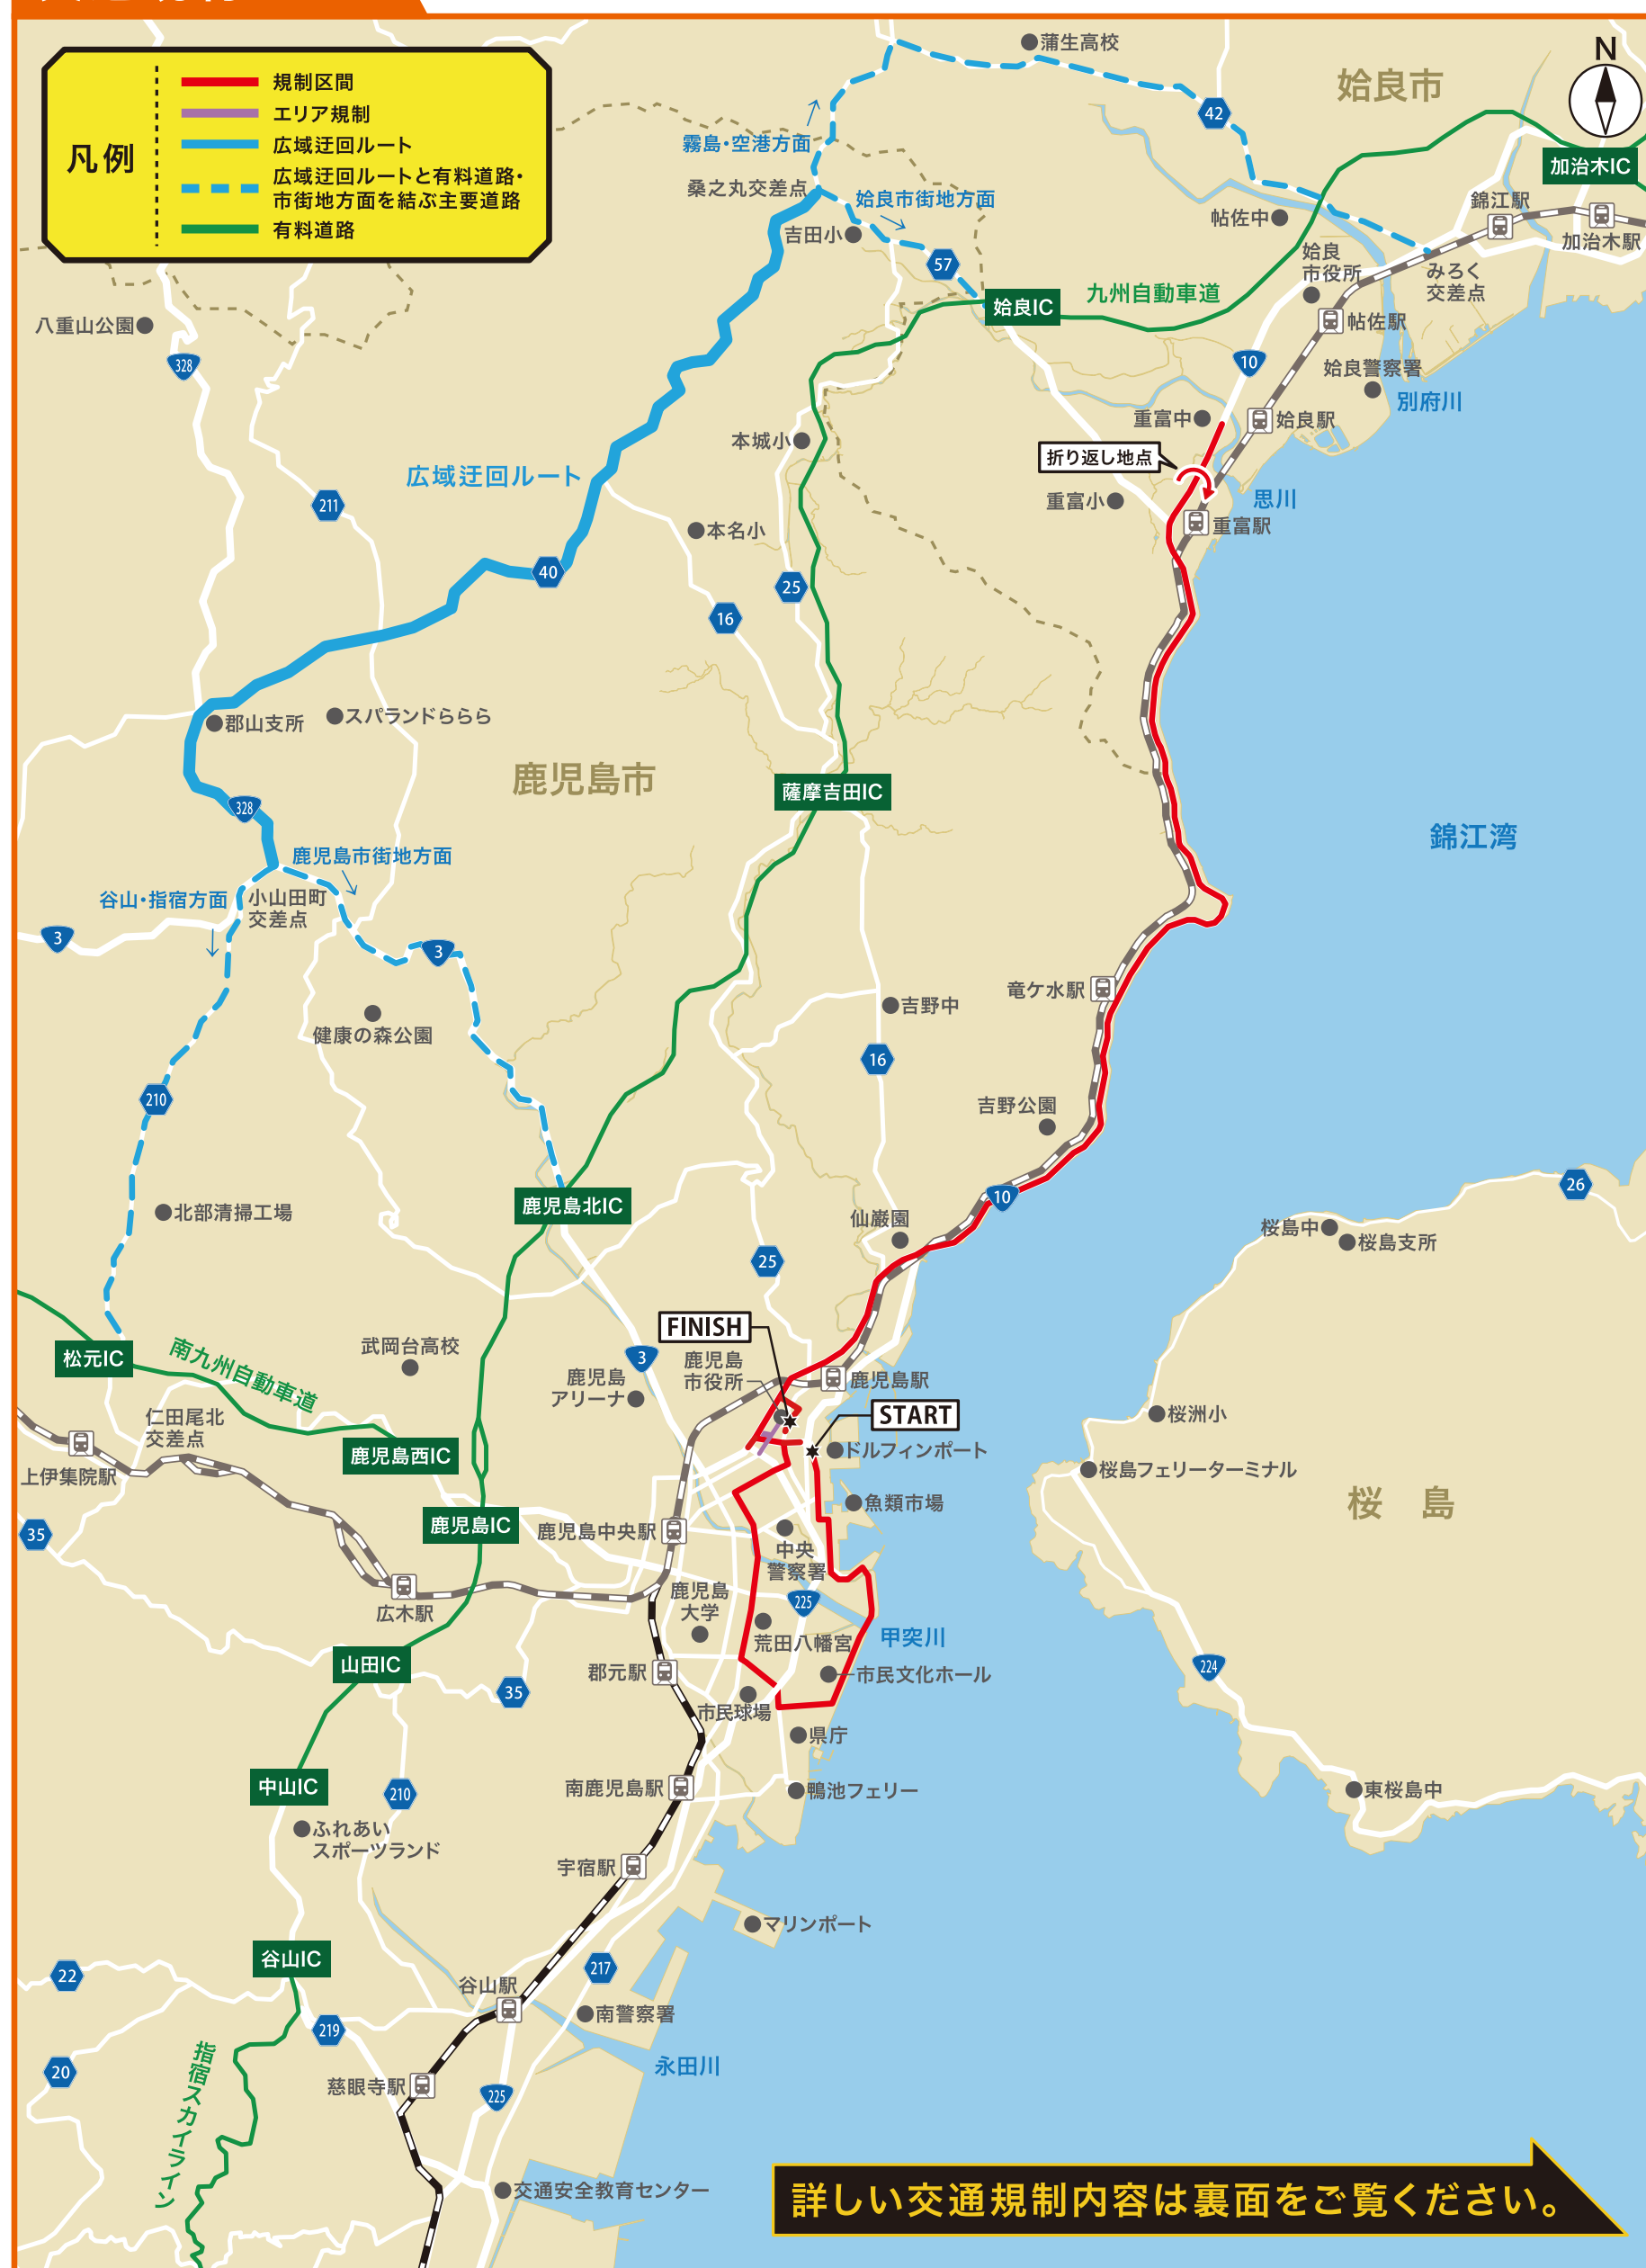 凡例
規制区間
エリア規制
広域迂回ルート
広域迂回ルートと有料道路・
市街地方面を結ぶ主要道路
有料道路
N
蒲生高校
姶良市
42
霧島・空港方面
加治木IC
桑之丸交差点
姶良市街地方面
帖佐中
錦江駅
吉田小
加治木駅
姶良
市役所
57
みろく
交差点
姶良IC
九州自動車道
八重山公園
帖佐駅
328
10
姶良警察署
別府川
重富中
姶良駅
本城小
折り返し地点
広域迂回ルート
211
重富小
思川
本名小
重富駅
40
25
16
郡山支所
スパランドららら
鹿児島市
薩摩吉田IC
328
錦江湾
鹿児島市街地方面
谷山・指宿方面
小山田町
交差点
3
3
竜ケ水駅
健康の森公園
吉野中
16
210
吉野公園
26
10
北部清掃工場
鹿児島北IC
仙巌園
桜島中
桜島支所
25
FINISH
松元IC
南九州自動車道
武岡台高校
3
鹿児島
市役所
鹿児島
アリーナ
鹿児島駅
START
仁田尾北
交差点
桜洲小
鹿児島西IC
ドルフィンポート
上伊集院駅
桜島フェリーターミナル
魚類市場
桜 島
35
鹿児島IC
鹿児島中央駅
中央
警察署
広木駅
鹿児島
大学
225
荒田八幡宮
甲突川
山田IC
郡元駅
市民文化ホール
224
35
市民球場
県庁
中山IC
210
南鹿児島駅
鴨池フェリー
東桜島中
ふれあい
スポーツランド
宇宿駅
マリンポート
谷山IC
22
217
谷山駅
南警察署
219
永田川
20
指宿スカイライン
慈眼寺駅
225
交通安全教育センター
詳しい交通規制内容は裏面をご覧ください。